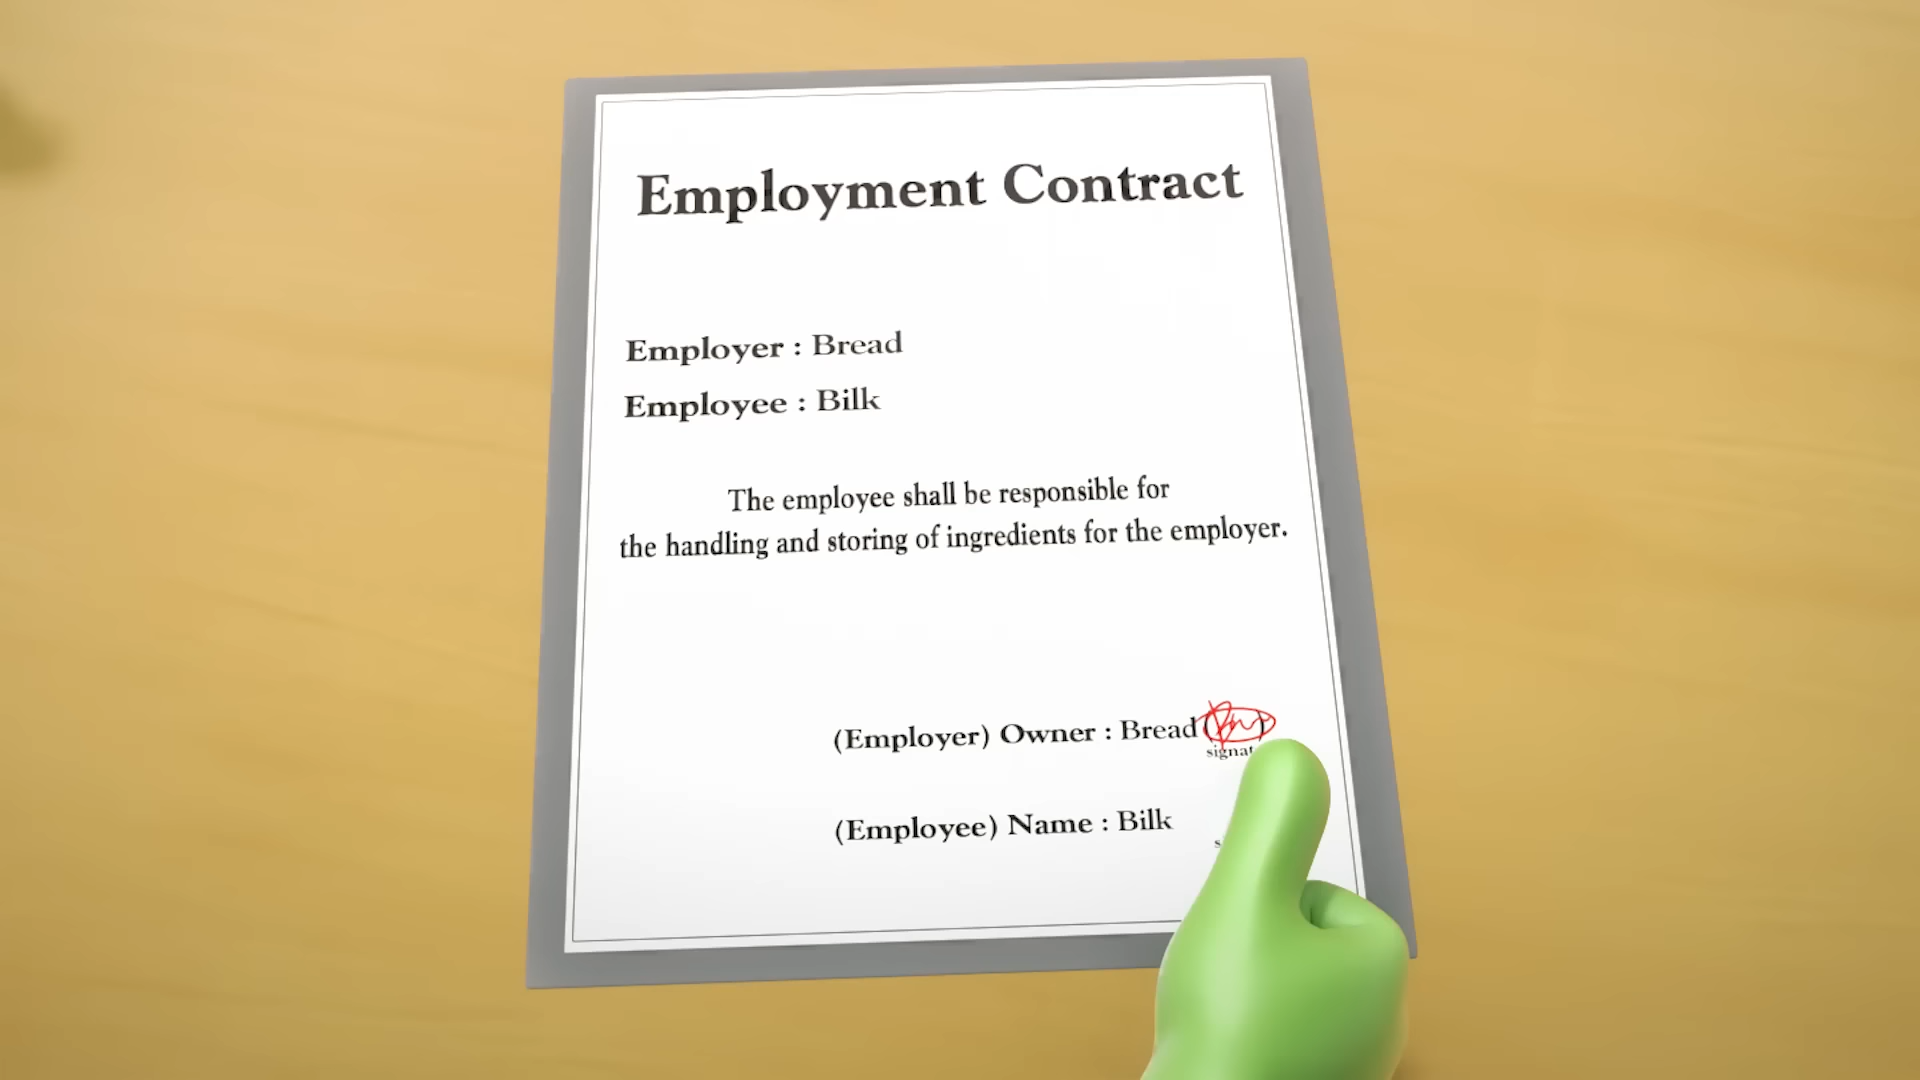 Employment Contract
Employer : Bread
Employee : Bilk
The employee shall be responsible for
the handling and storing of ingredients for the employer.
(Employer) Owner : Bread
(Employee) Name : Bilk